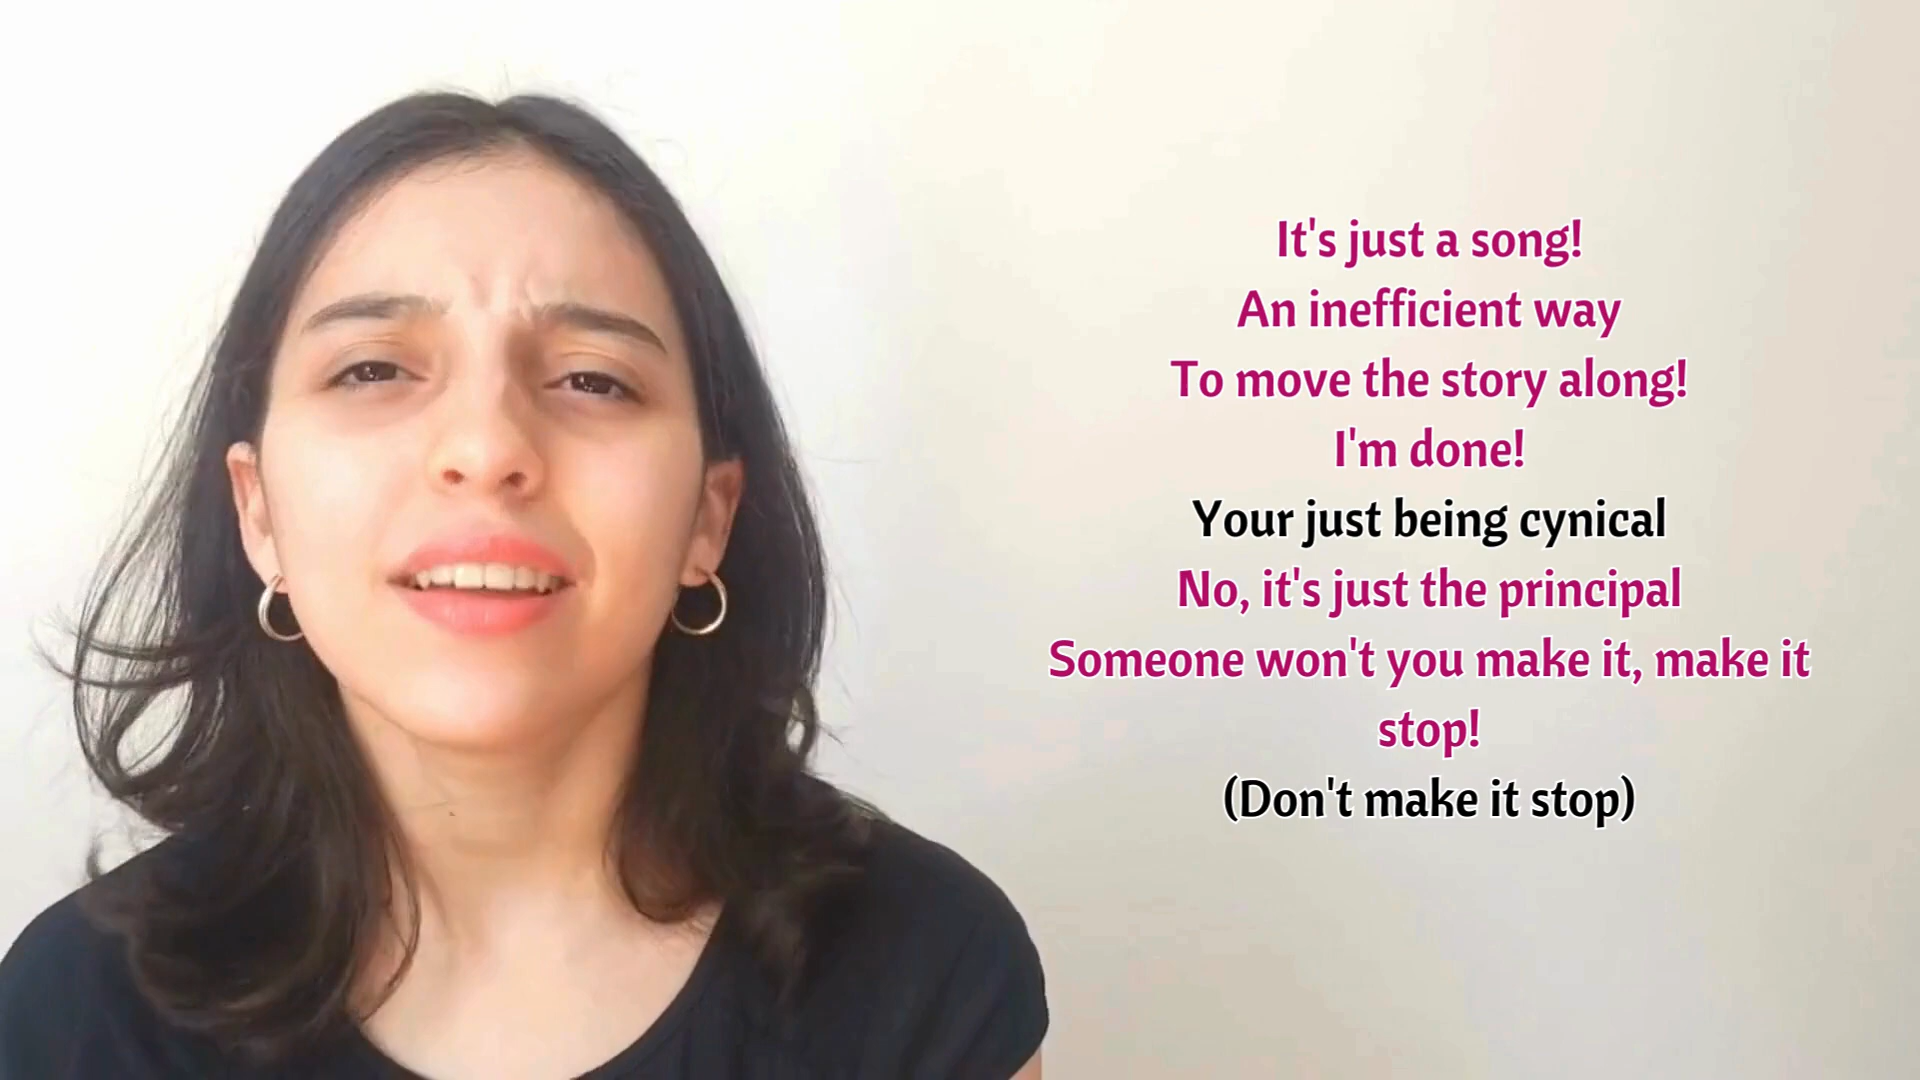 It's just a song!
An inefficient way
To move the story along!
I'm done!
Your just being cynical
No, it's just the principal
Someone won't you make it, make it
stop!
(Don't make it stop)